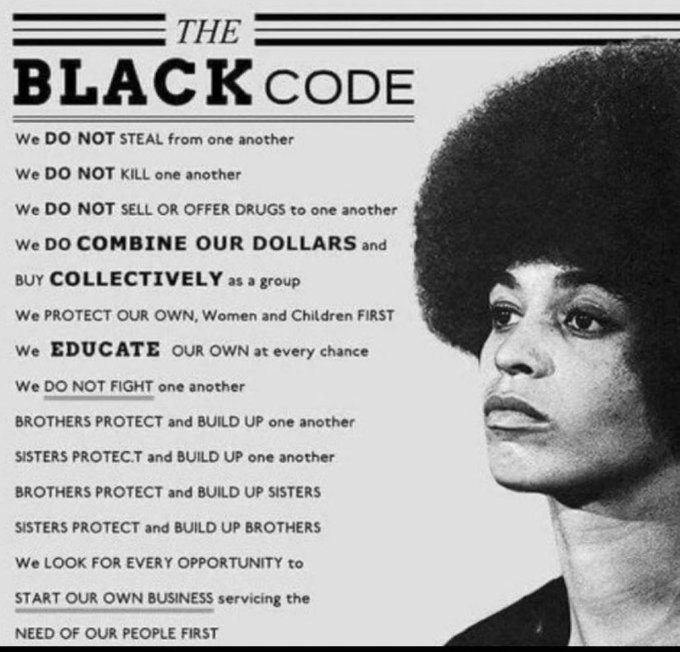 THE
BLACK CODE
We DO NOT STEAL from one another
We DO NOT KILL one another
We DO NOT SELL OR OFFER DRUGS to one another
We DO COMBINE OUR DOLLARS and
BUY COLLECTIVELY as a group
We PROTECT OUR OWN, Women and Children FIRST
We EDUCATE OUR OWN at every chance
We DO NOT FIGHT one another
BROTHERS PROTECT and BUILD UP one another
SISTERS PROTEC.T and BUILD UP one another
BROTHERS PROTECT and BUILD UP SISTERS
SISTERS PROTECT and BUILD UP BROTHERS
We LOOK FOR EVERY OPPORTUNITY to
START OUR OWN BUSINESS servicing the
NEED OF OUR PEOPLE FIRST